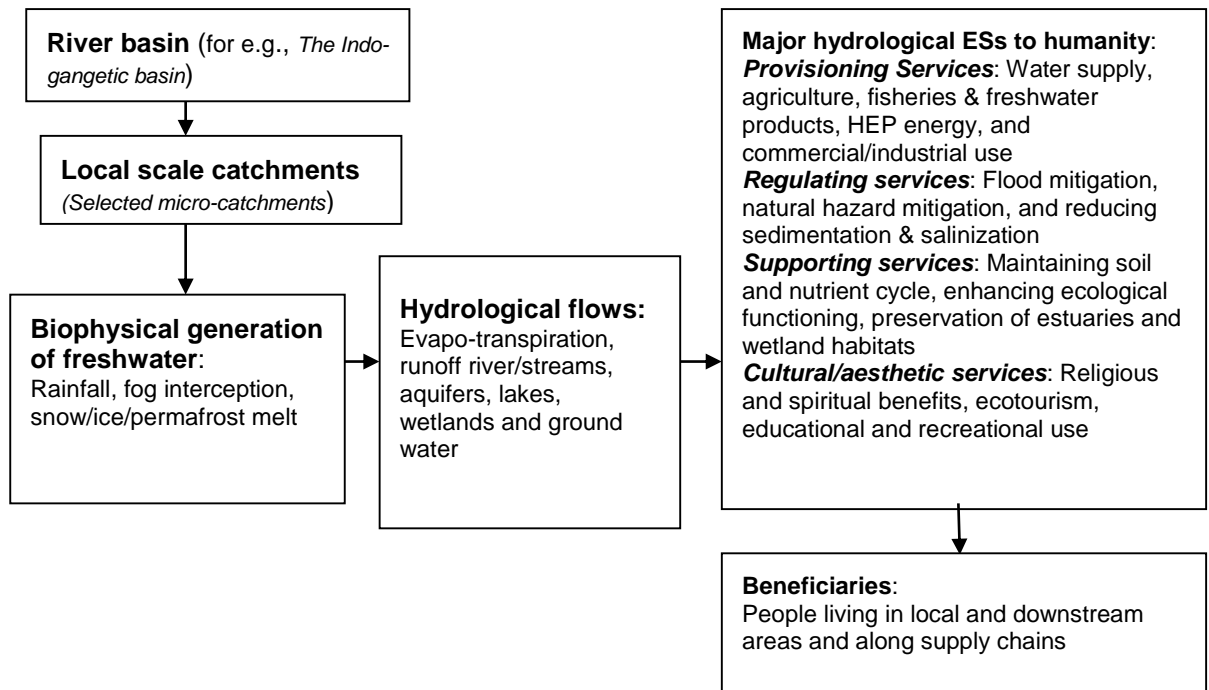 River basin (for e.g., The Indo-
gangetic basin)
Local scale catchments
(Selected micro-catchments)
Biophysical generation
of freshwater:
Rainfall, fog interception,
snow/ice/permafrost melt
Hydrological flows:
Evapo-transpiration,
runoff river/streams,
aquifers, lakes,
wetlands and ground
water
Major hydrological ESs to humanity:
Provisioning Services: Water supply,
agriculture, fisheries & freshwater
products, HEP energy, and
commercial/industrial use
Regulating services: Flood mitigation,
natural hazard mitigation, and reducing
sedimentation & salinization
Supporting services: Maintaining soil
and nutrient cycle, enhancing ecological
functioning, preservation of estuaries and
wetland habitats
Cultural/aesthetic services: Religious
and spiritual benefits, ecotourism,
educational and recreational use
Beneficiaries:
People living in local and downstream
areas and along supply chains